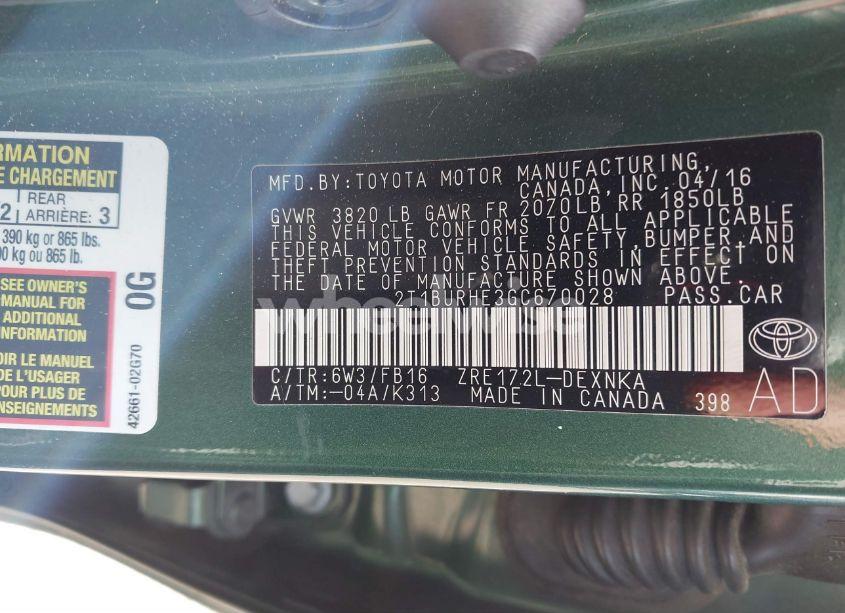 RMATION
E CHARGEMENT
REAR
2 ARRIÈRE: 3
390 kg or 865 lbs.
0 kg ou 865 lb.
SEE OWNER'S
MANUAL FOR
ADDITIONAL
INFORMATION
OIR LE MANUEL
DE L'USAGER
POUR PLUS DE
ENSEIGNEMENTS
0G
42661-02G70
MFD.BY:TOYOTA MOTOR MANUFACTURING,
CANADA, INC. 04/16
GVWR 3820 LB GAWR FR 2070LB, RR 1850LB
THIS VEHICLE CONFORMS TO ALL APPLICABLE
FEDERAL MOTOR VEHICLE SAFETY,BUMPER,AND
THEFT PREVENTION STANDARDS IN EFFECT ON
THE DATE OF MANUFACTURE SHOWN ABOVE.
2T1BURHE3GC670028 PASS.CAR
C/TR:6W3/FB16 ZRE172L-DEXNKA
A/TM:-04A/K313 MADE IN CANADA 398
AD
wheelwise